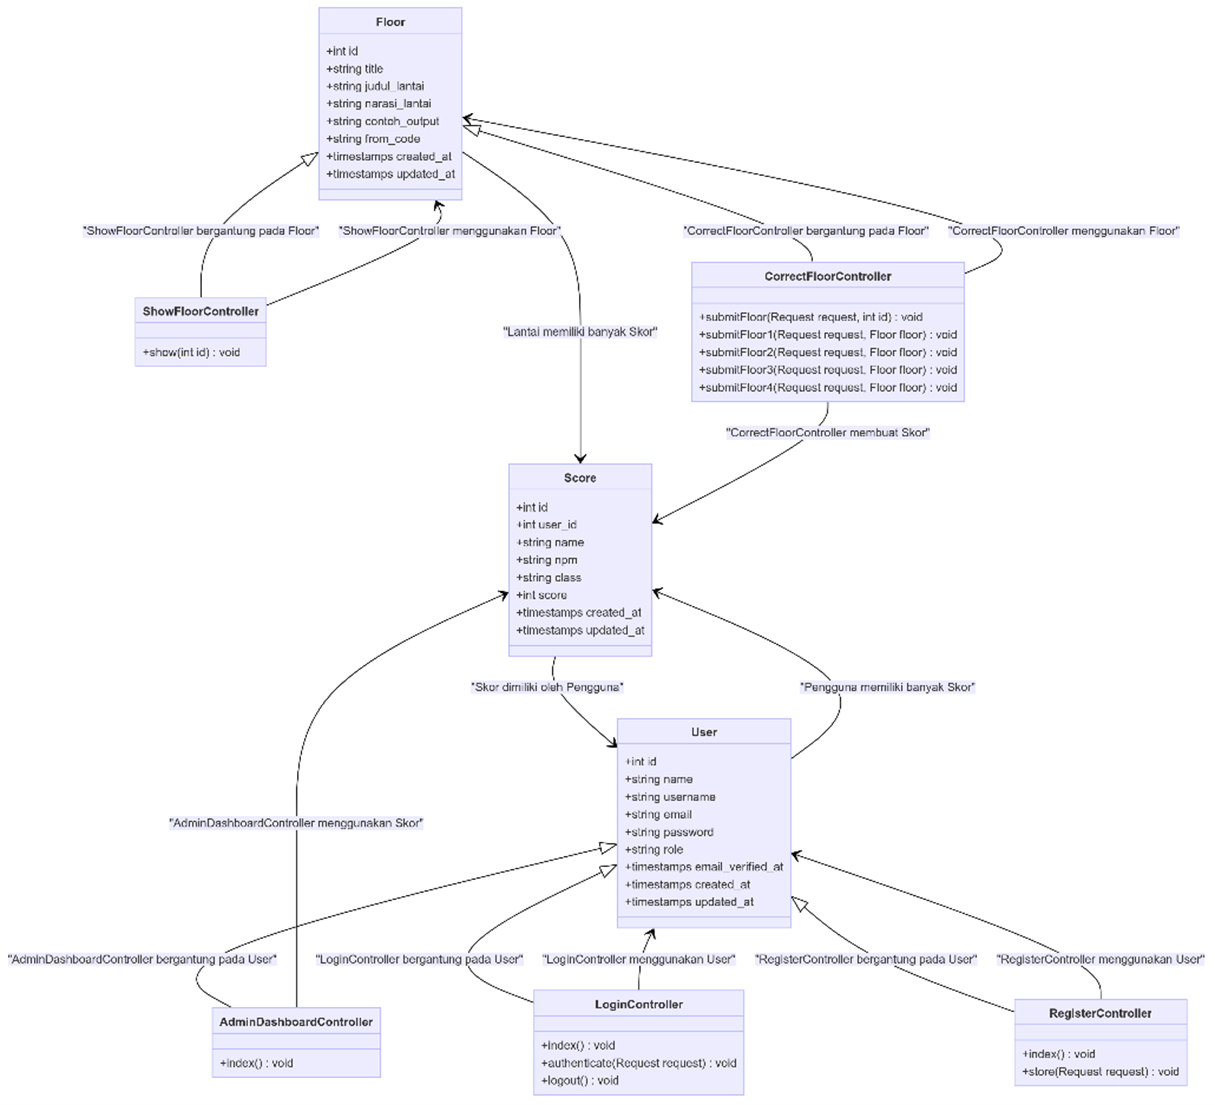 Floor
+int id
+string title
+string judul_lantai
+string narasi_lantai
+string contoh_output
+string from_code
+timestamps created_at
+timestamps updated_at
"ShowFloorController bergantung pada Floor"
"ShowFloorController menggunakan Floor"
"CorrectFloorController bergantung pada Floor"
"CorrectFloorController menggunakan Floor"
ShowFloorController
+show(int id) : void
CorrectFloorController
+submitFloor(Request request, int id) : void
+submitFloor1(Request request, Floor floor) : void
+submitFloor2(Request request, Floor floor) : void
+submitFloor3(Request request, Floor floor) : void
+submitFloor4(Request request, Floor floor) : void
"Lantai memiliki banyak Skor"
"CorrectFloorController membuat Skor"
Score
+int id
+int user_id
+string name
+string npm
+string class
+int score
+timestamps created_at
+timestamps updated_at
"Skor dimiliki oleh Pengguna"
"Pengguna memiliki banyak Skor"
User
+int id
+string name
+string username
+string email
+string password
+string role
+timestamps email_verified_at
+timestamps created_at
+timestamps updated_at
"AdminDashboardController menggunakan Skor"
"AdminDashboardController bergantung pada User"
"LoginController bergantung pada User"
"LoginController menggunakan User"
"RegisterController bergantung pada User"
"RegisterController menggunakan User"
AdminDashboardController
+index() : void
LoginController
+index() : void
+authenticate(Request request) : void
+logout() : void
RegisterController
+index() : void
+store(Request request) : void